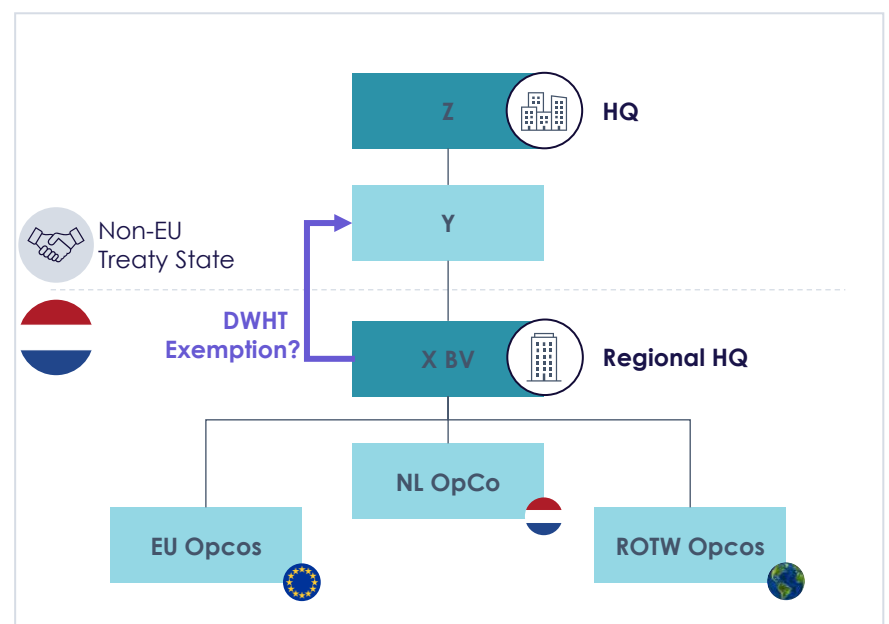 Z
HQ
Y
Non-EU
Treaty State
DWHT
Exemption?
X BV
Regional HQ
NL OpCo
EU Opcos
ROTW Opcos